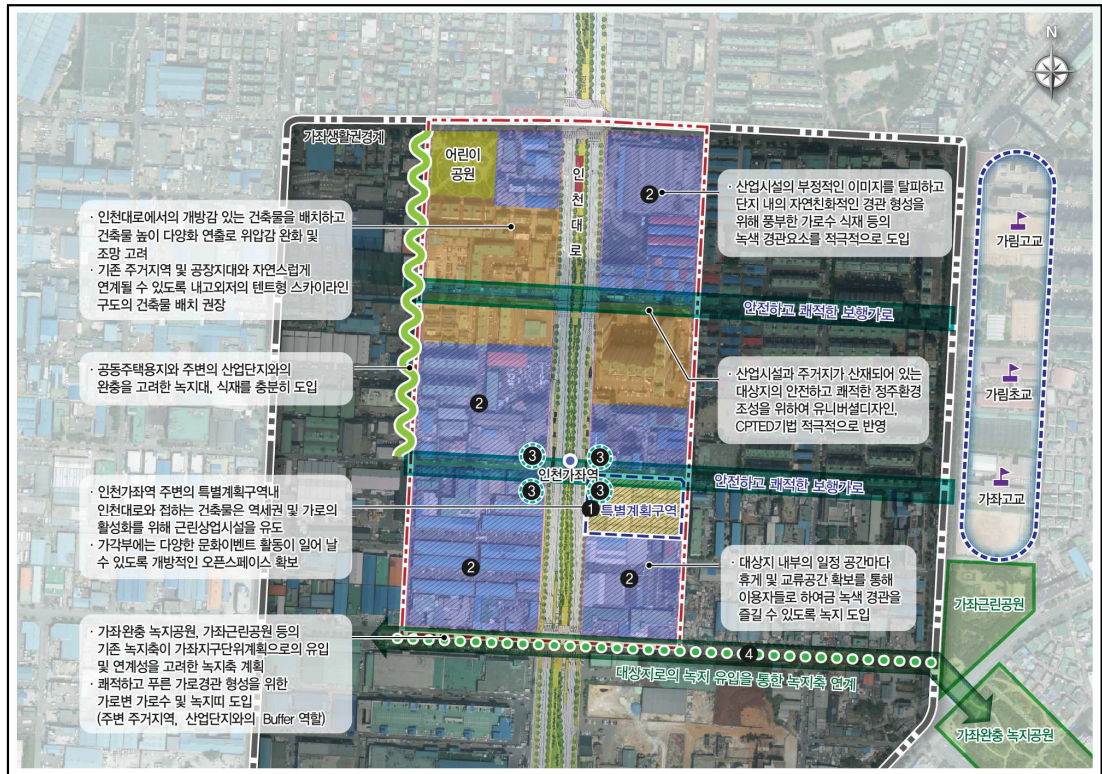 N
가좌생활권경계
어린이
공원
인천대로
2
· 산업시설의 부정적인 이미지를 탈피하고
단지 내의 자연친화적인 경관 형성을
위해 풍부한 가로수 식재 등의
녹색 경관요소를 적극적으로 도입
가림고교
· 인천대로에서의 개방감 있는 건축물을 배치하고
건축물 높이 다양화 연출로 위압감 완화 및
조망 고려
· 기존 주거지역 및 공장지대와 자연스럽게
연계될 수 있도록 내고외저의 텐트형 스카이라인
구도의 건축물 배치 권장
안전하고 쾌적한 보행가로
· 공동주택용지와 주변의 산업단지와의
완충을 고려한 녹지대, 식재를 충분히 도입
2
· 산업시설과 주거지가 산재되어 있는
대상지의 안전하고 쾌적한 정주환경
조성을 위하여 유니버설디자인,
CPTED기법 적극적으로 반영
가림초교
3
3
인천가좌역
3
3
안전하고 쾌적한 보행가로
가좌고교
1
특별계획구역
· 인천가좌역 주변의 특별계획구역내
인천대로와 접하는 건축물은 역세권 및 가로의
활성화를 위해 근린상업시설을 유도
· 가각부에는 다양한 문화이벤트 활동이 일어 날
수 있도록 개방적인 오픈스페이스 확보
2
2
· 대상지 내부의 일정 공간마다
휴게 및 교류공간 확보를 통해
이용자들로 하여금 녹색 경관을
즐길 수 있도록 녹지 도입
가좌근린공원
· 가좌완충 녹지공원, 가좌근린공원 등의
기존 녹지축이 가좌지구단위계획으로의 유입
및 연계성을 고려한 녹지축 계획
· 쾌적하고 푸른 가로경관 형성을 위한
가로변 가로수 및 녹지띠 도입
(주변 주거지역, 산업단지와의 Buffer 역할)
4
대상지로의 녹지 유입을 통한 녹지축 연계
가좌완충 녹지공원